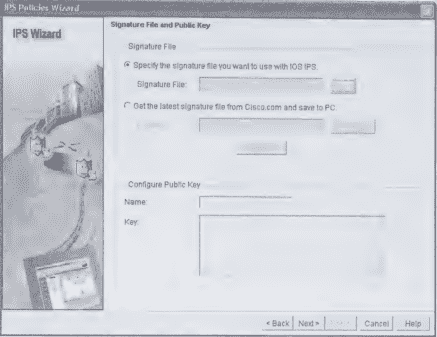 IPS Policies Wizard
IPS Wizard
Signature File and Public Key
Signature File
Specify the signature file you want to use with IOS IPS.
Signature File:
Get the latest signature file from Cisco.com and save to PC.
Configure Public Key
Name:
Key:
< Back Next > Cancel Help